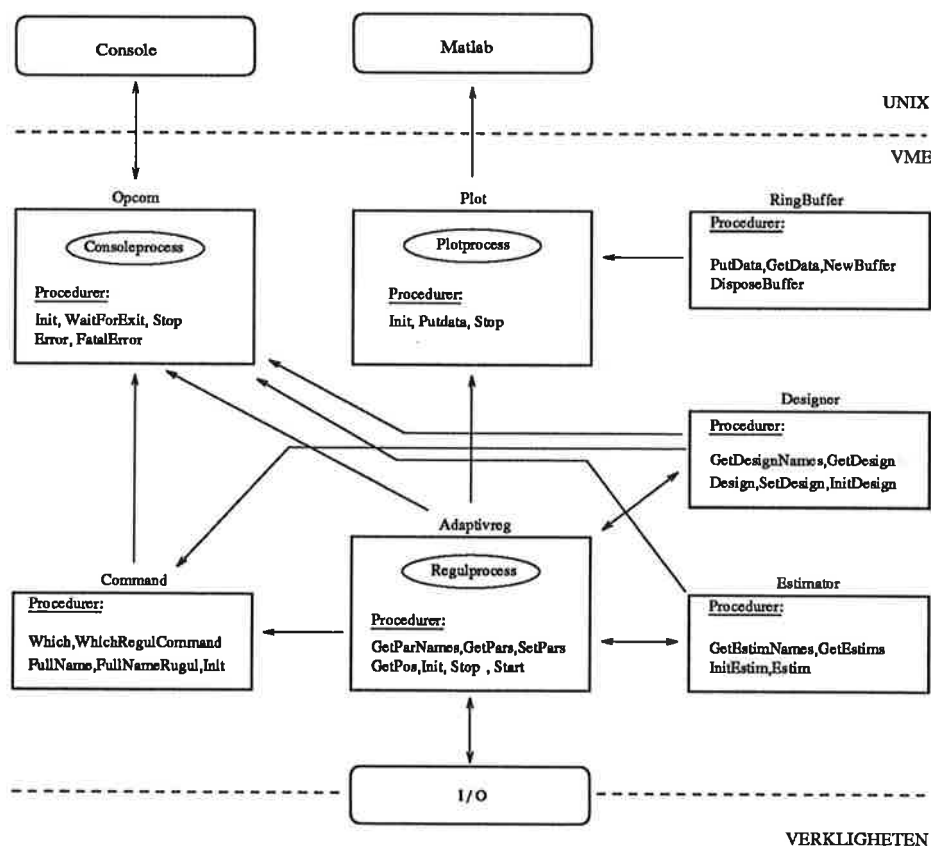 Console
Matlab
UNIX
VME
Opcom
Plot
RingBuffer
Consoleprocess
Procedurer:
Init, WaitForExit, Stop
Error, FatalError
Plotprocess
Procedurer:
Init, Putdata, Stop
Procedurer:
PutData,GetData,NewBuffer
DisposeBuffer
Designer
Procedurer:
GetDesignNames,GetDesign
Design,SetDesign,InitDesign
Adaptivreg
Command
Estimator
Procedurer:
Which,WhichRegulCommand
FullName,FullNameRugul,Init
Regulprocess
Procedurer:
GetParNames,GetPars,SetPars
GetPos,Init, Stop , Start
Procedurer:
GetEstimNames,GetEstims
InitEstim,Estim
I/O
VERKLIGHETEN